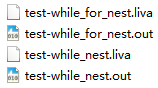 test-while_for_nest.liva
test-while_for_nest.out
test-while_nest.liva
test-while_nest.out